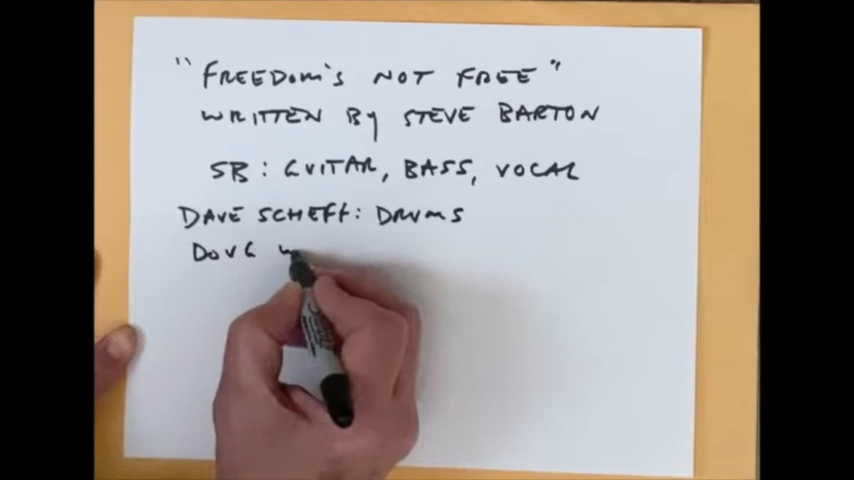 "FREEDOM'S NOT FREE"
WRITTEN BY STEVE BARTON
SB: GUITAR, BASS, VOCAL
DAVE SCHEFF: DRUMS
DOUG